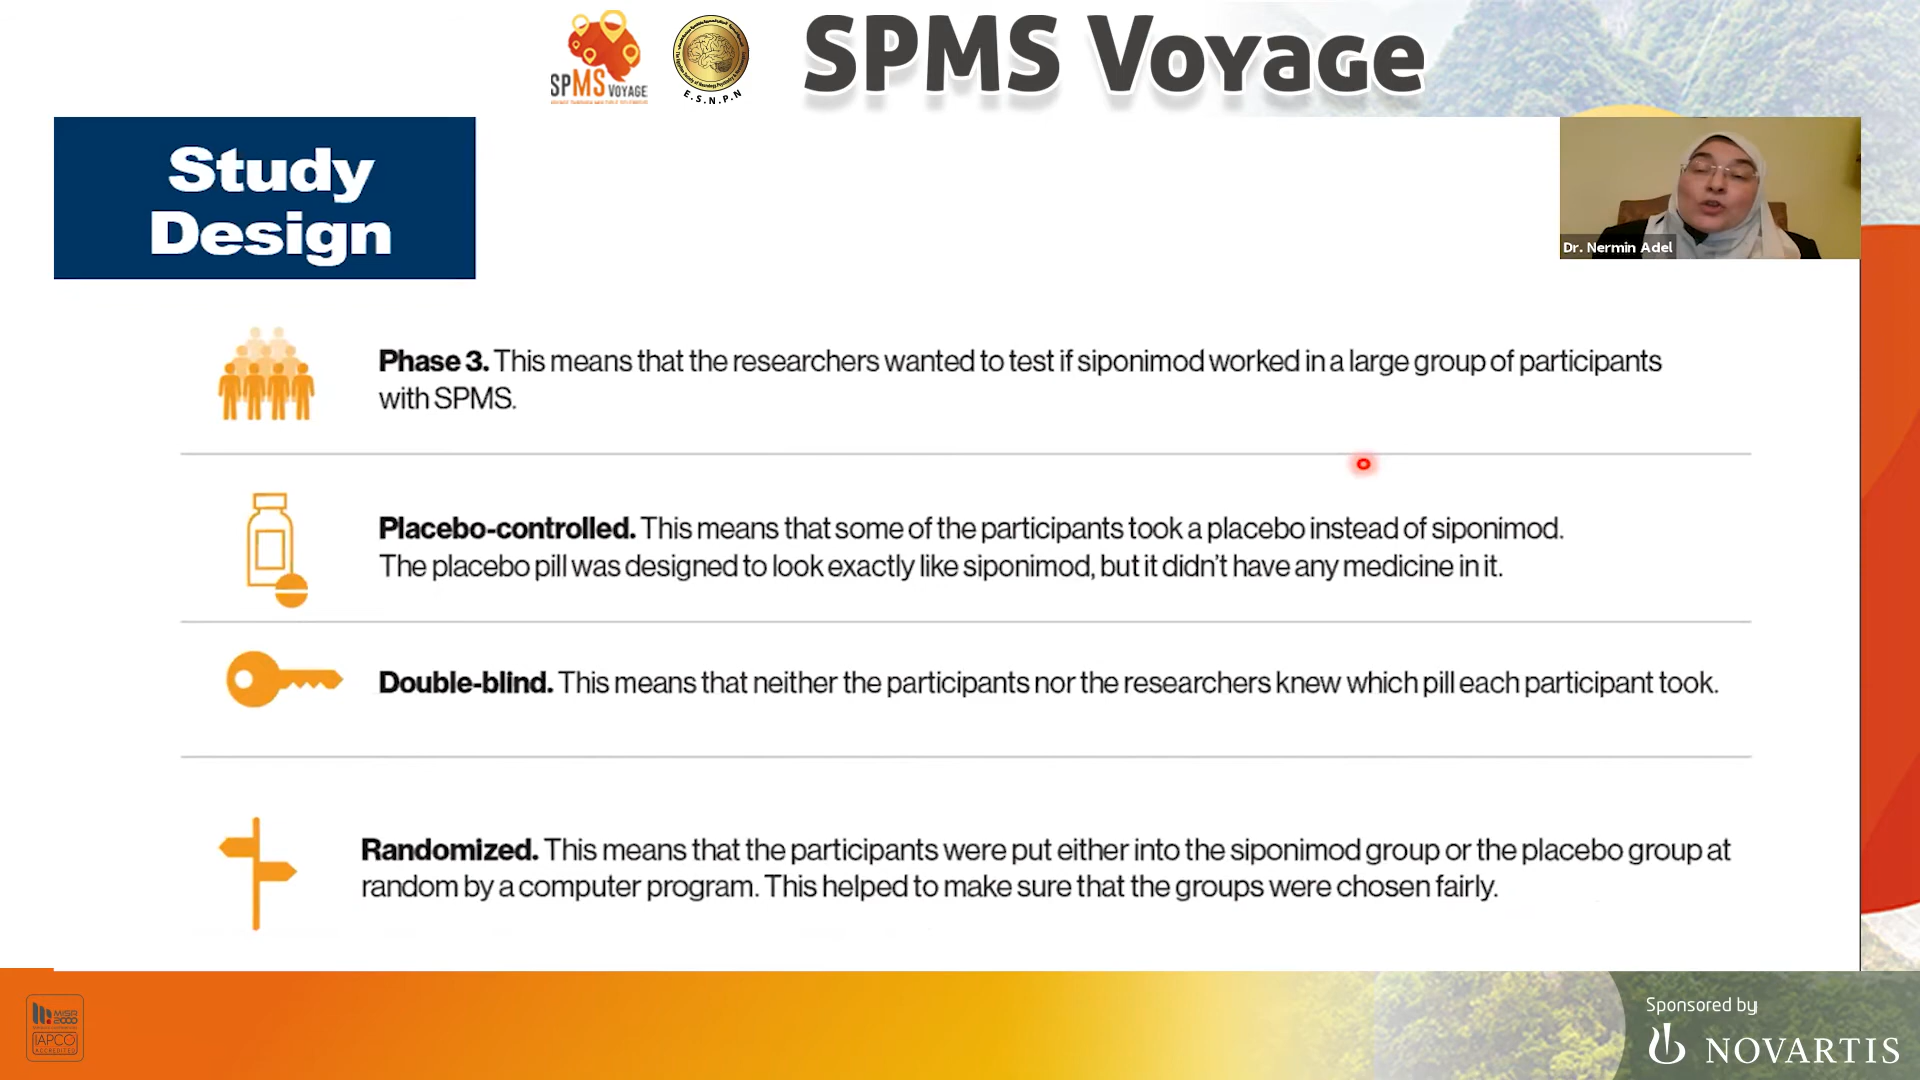 SPMS VOYAGE
E.S.N.P.N
SPMS Voyage
Study
Design
Dr. Nermin Adel
Phase 3. This means that the researchers wanted to test if siponimod worked in a large group of participants
with SPMS.
Placebo-controlled. This means that some of the participants took a placebo instead of siponimod.
The placebo pill was designed to look exactly like siponimod, but it didn't have any medicine in it.
Double-blind. This means that neither the participants nor the researchers knew which pill each participant took.
Randomized. This means that the participants were put either into the siponimod group or the placebo group at
random by a computer program. This helped to make sure that the groups were chosen fairly.
MISR
2000
IAPCO
ACCREDITED
Sponsored by
NOVARTIS